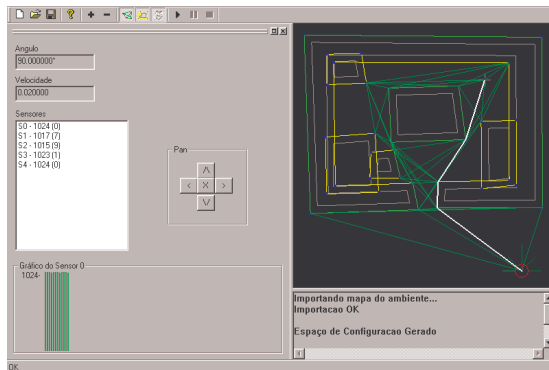 Angulo
90.000000°
Velocidade
0.020000
Sensores
S0 - 1024 (0)
S1 - 1017 (7)
S2 - 1015 (9)
S3 - 1023 (1)
S4 - 1024 (0)
Pan
Λ
< X >
V
Gráfico do Sensor 0
1024-
Importando mapa do ambiente...
Importacao OK
Espaço de Configuracao Gerado
OK